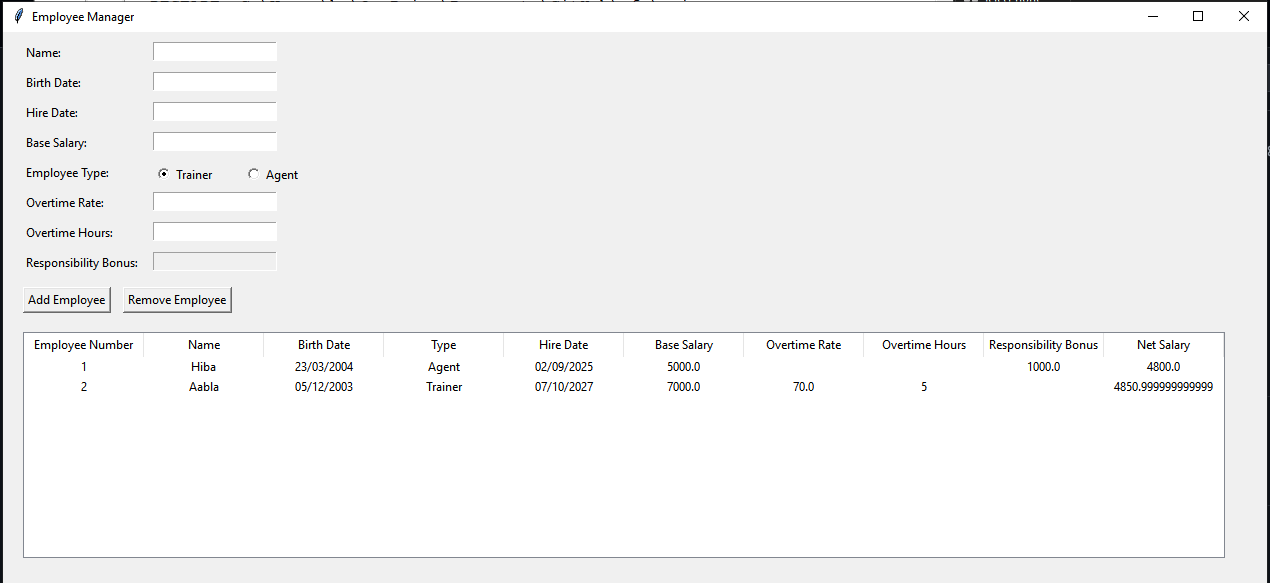 Employee Manager
Name:
Birth Date:
Hire Date:
Base Salary:
Employee Type: Trainer Agent
Overtime Rate:
Overtime Hours:
Responsibility Bonus:
Add Employee Remove Employee
Employee Number Name Birth Date Type Hire Date Base Salary Overtime Rate Overtime Hours Responsibility Bonus Net Salary
1 Hiba 23/03/2004 Agent 02/09/2025 5000.0 1000.0 4800.0
2 Aabla 05/12/2003 Trainer 07/10/2027 7000.0 70.0 5 4850.999999999999